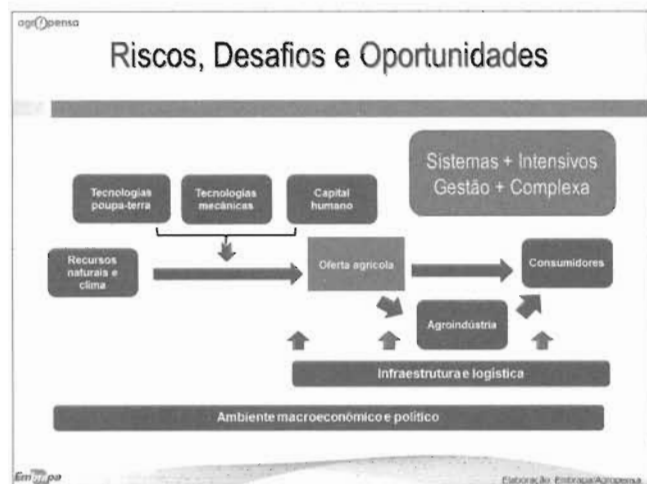 agropensa
Riscos, Desafios e Oportunidades
Sistemas + Intensivos
Gestão + Complexa
Tecnologias
poupa-terra
Tecnologias
mecânicas
Capital
humano
Recursos
naturais e
clima
Oferta agrícola
Consumidores
Agroindústria
Infraestrutura e logística
Ambiente macroeconômico e político
Embrapa
Elaboração: Embrapa/Agropensa